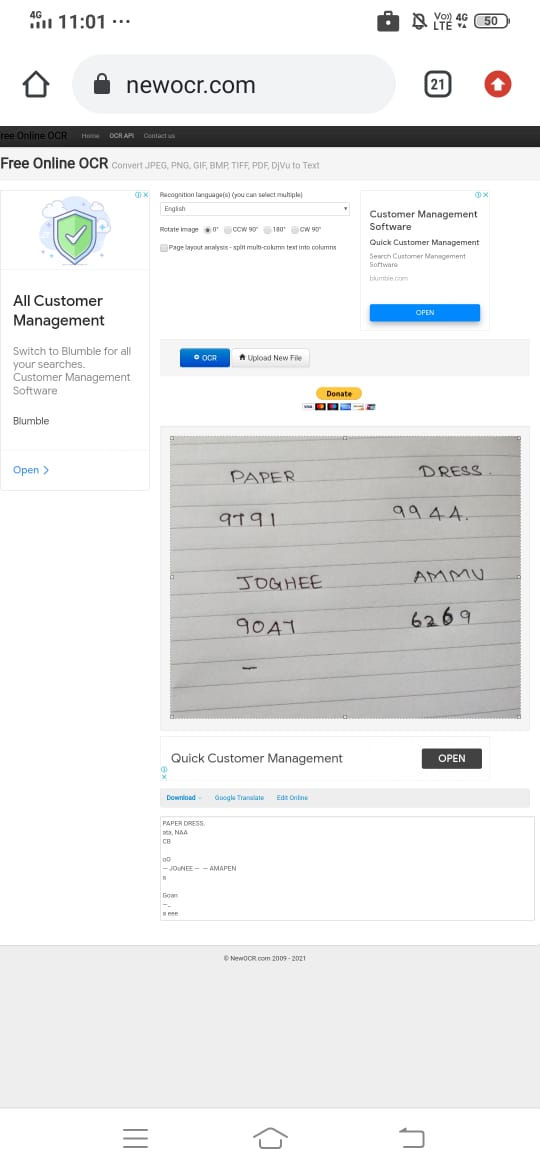 4G 11:01 ...
Vo)) LTE 4G 50
newocr.com 21
ree Online OCR Home OCR API Contact us
Free Online OCR Convert JPEG, PNG, GIF, BMP, TIFF, PDF, DjVu to Text
All Customer
Management
Switch to Blumble for all
your searches.
Customer Management
Software
Blumble
Open >
Recognition language(s) (you can select multiple)
English
Rotate image 0° CCW 90° 180° CW 90°
Page layout analysis - split multi-column text into columns
Customer Management
Software
Quick Customer Management
Search Customer Management
Software
blumble.com
OPEN
OCR Upload New File
Donate
VISA
PAPER DRESS.
9791 9944.
JOGHEE AMMU
9047 6269
—
Quick Customer Management OPEN
Download Google Translate Edit Online
PAPER DRESS.
ata, NAA
CB
oG
— JOuNEE — — AMAPEN
s
Goan
—_
s eee
© NewOCR.com 2009 - 2021